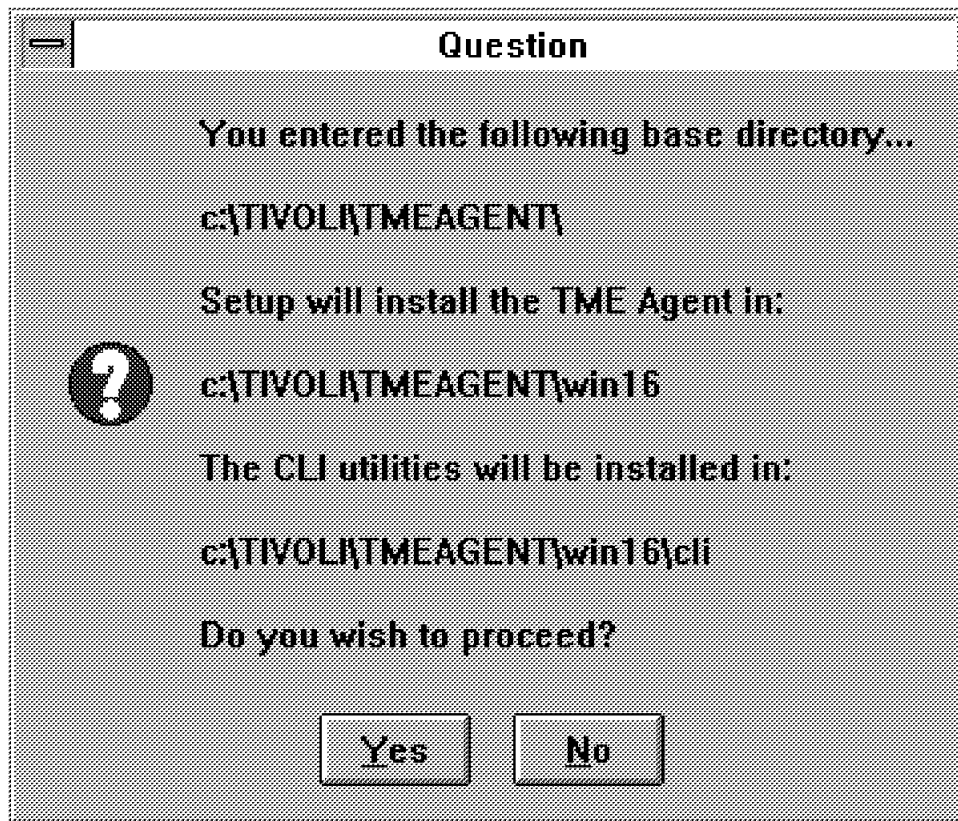 Question
You entered the following base directory...
c:\TIVOLI\TMEAGENT\
Setup will install the TME Agent in:
c:\TIVOLI\TMEAGENT\win16
The CLI utilities will be installed in:
c:\TIVOLI\TMEAGENT\win16\cli
Do you wish to proceed?
Yes No